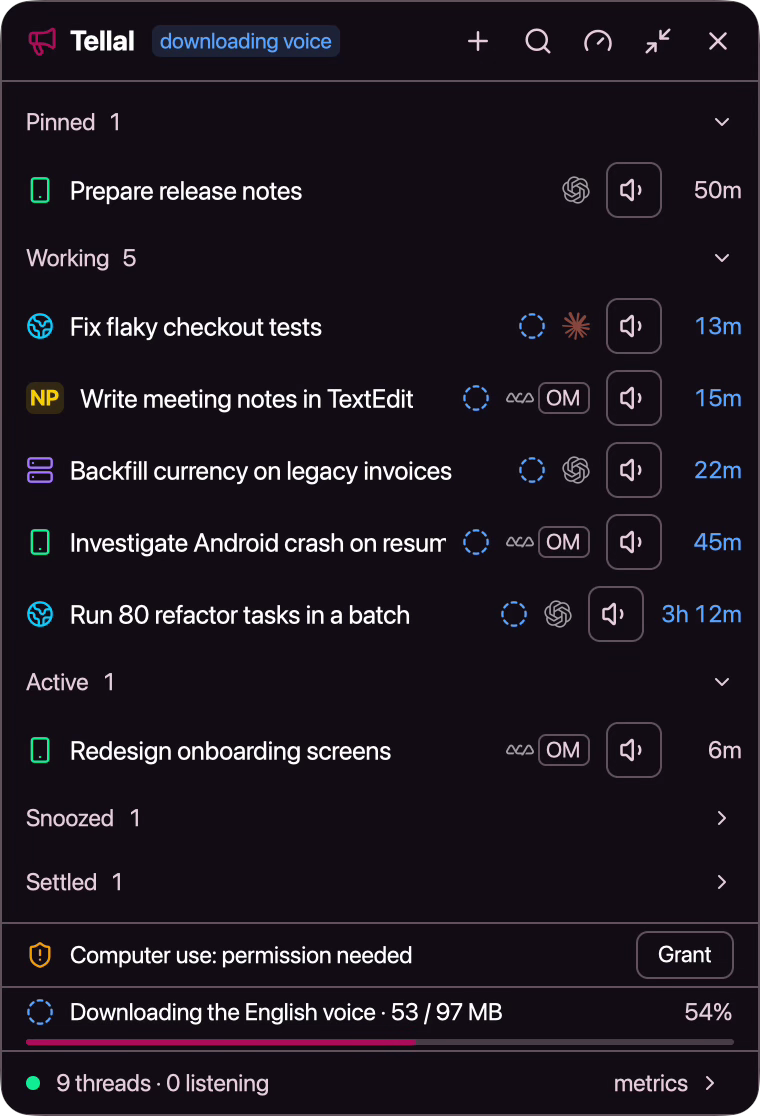 Tellal downloading voice
Pinned 1
Prepare release notes 50m
Working 5
Fix flaky checkout tests 13m
NP Write meeting notes in TextEdit OM 15m
Backfill currency on legacy invoices 22m
Investigate Android crash on resum OM 45m
Run 80 refactor tasks in a batch 3h 12m
Active 1
Redesign onboarding screens OM 6m
Snoozed 1
Settled 1
Computer use: permission needed Grant
Downloading the English voice · 53 / 97 MB 54%
9 threads · 0 listening metrics